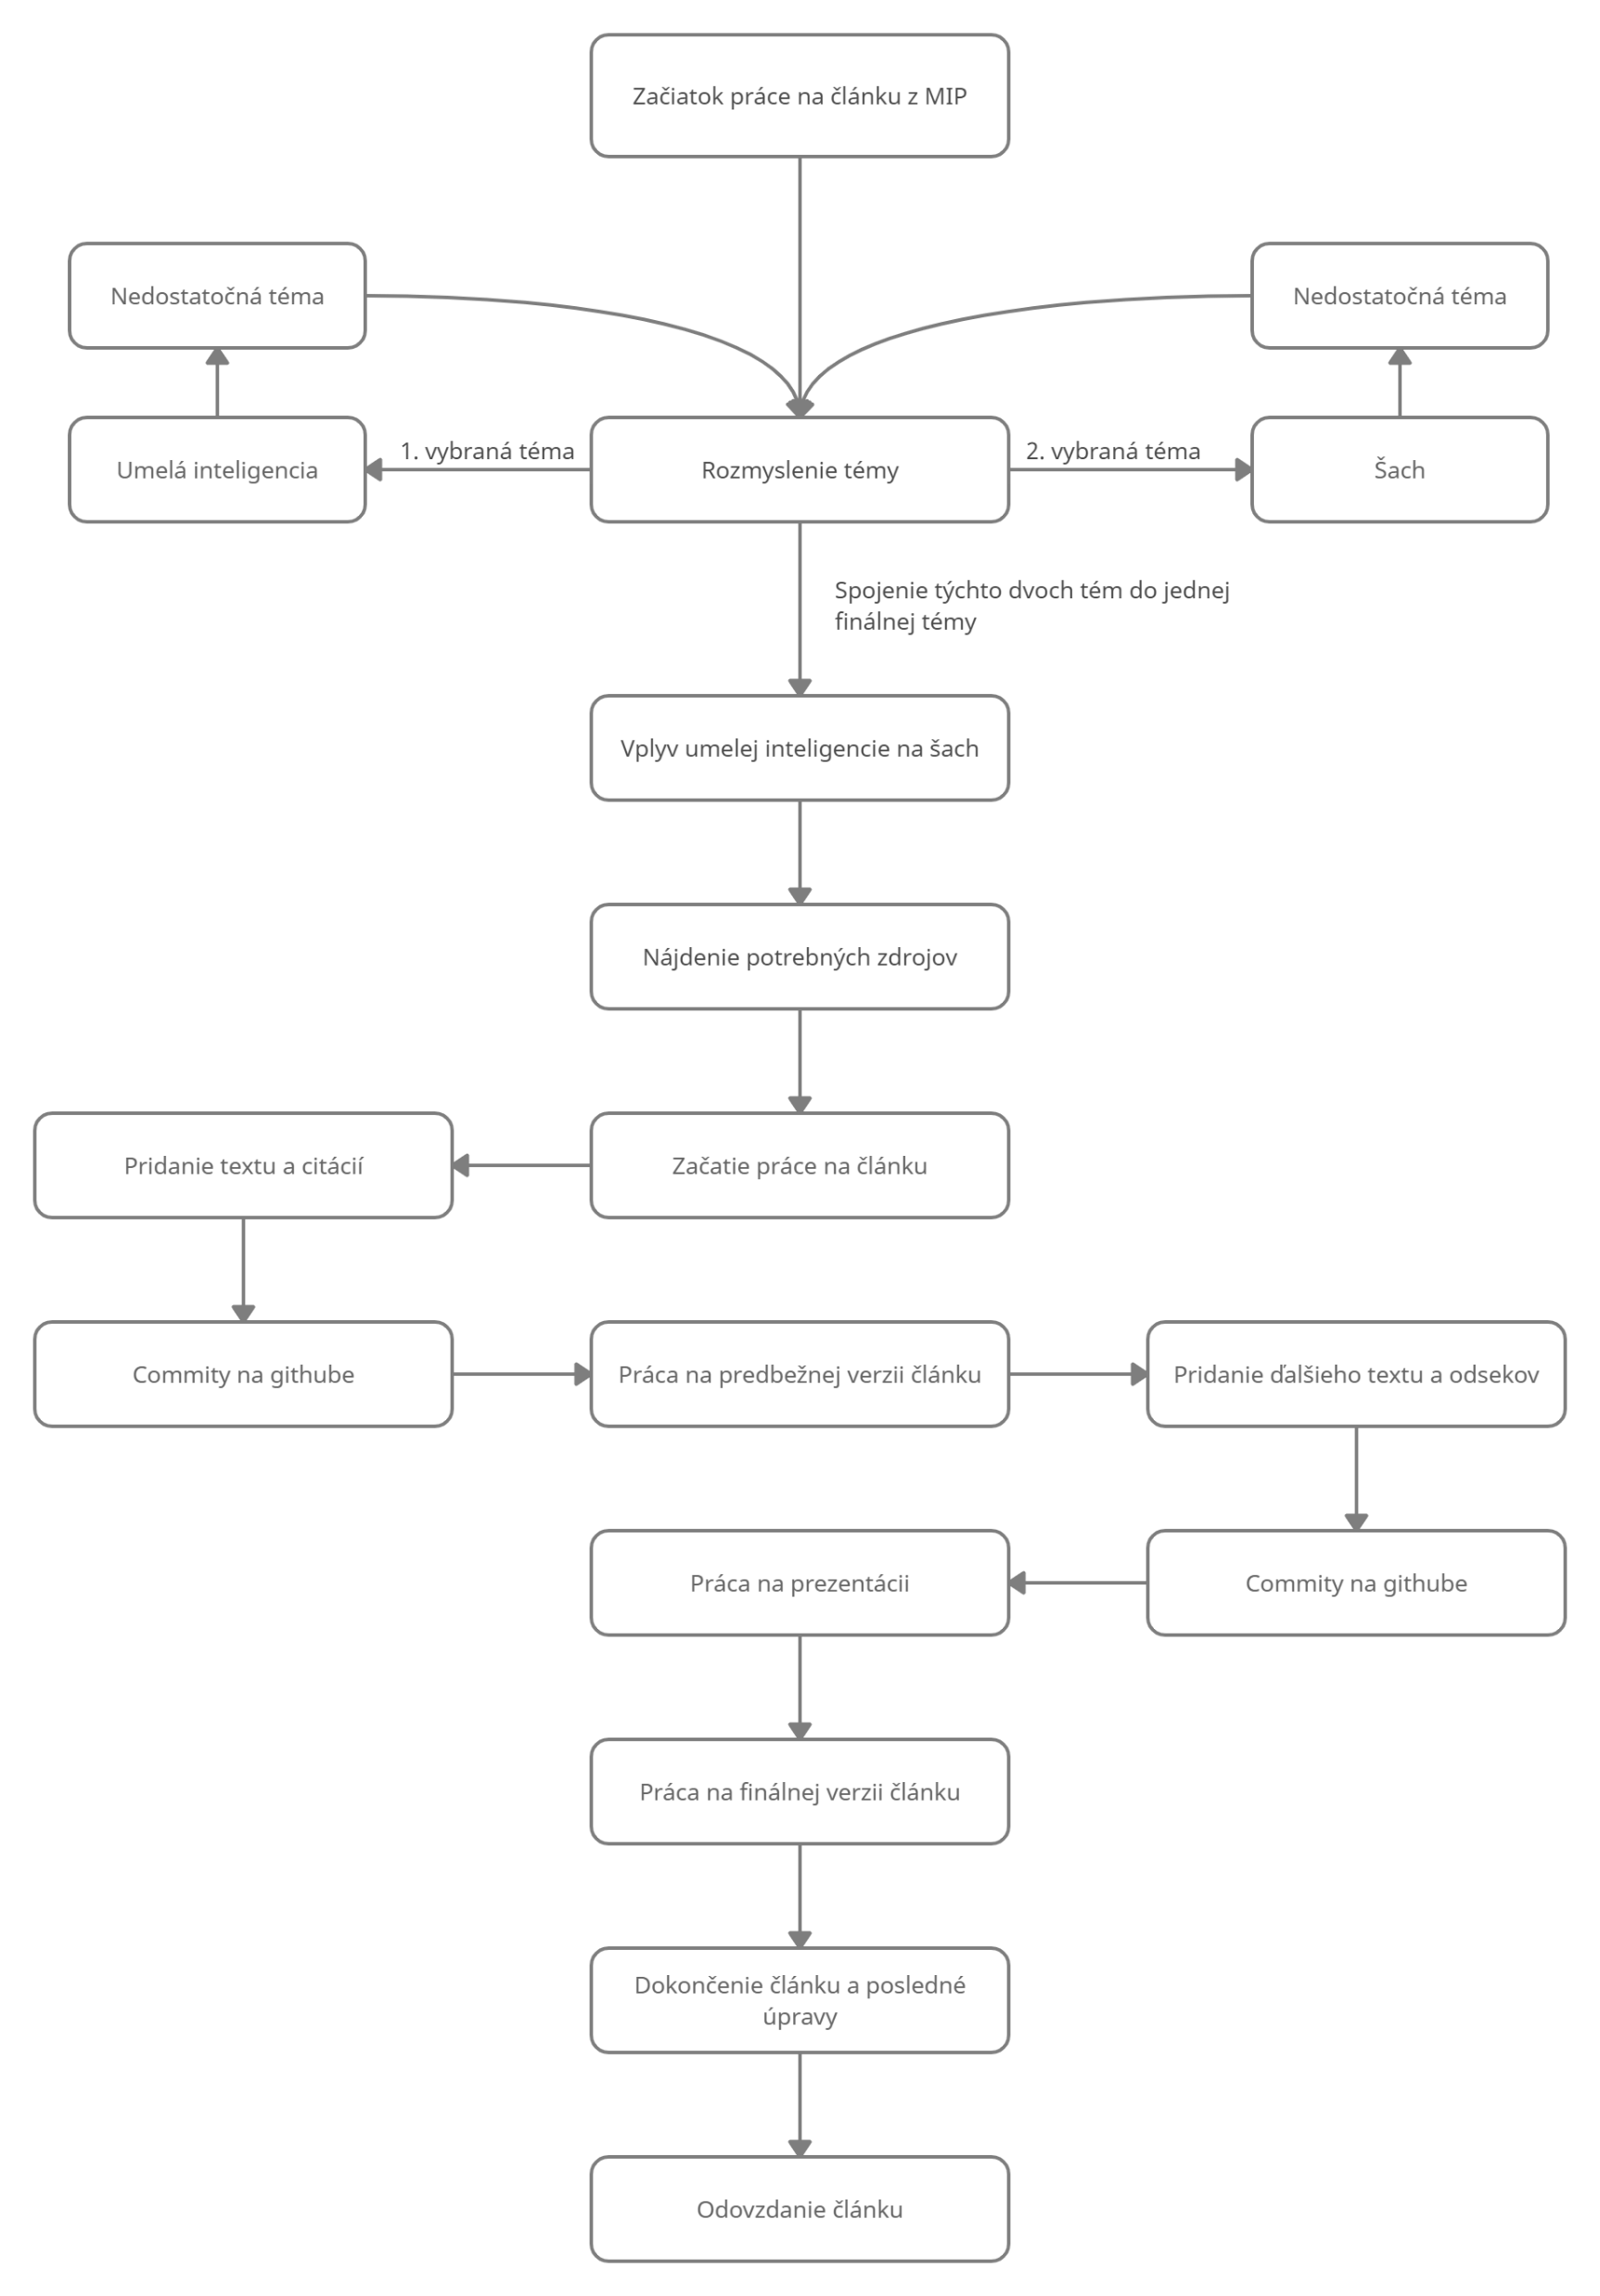 Začiatok práce na článku z MIP
Nedostatočná téma
Nedostatočná téma
Umelá inteligencia
1. vybraná téma
Rozmyslenie témy
2. vybraná téma
Šach
Spojenie týchto dvoch tém do jednej
finálnej témy
Vplyv umelej inteligencie na šach
Nájdenie potrebných zdrojov
Pridanie textu a citácií
Začatie práce na článku
Commity na githube
Práca na predbežnej verzii článku
Pridanie ďalšieho textu a odsekov
Práca na prezentácii
Commity na githube
Práca na finálnej verzii článku
Dokončenie článku a posledné
úpravy
Odovzdanie článku